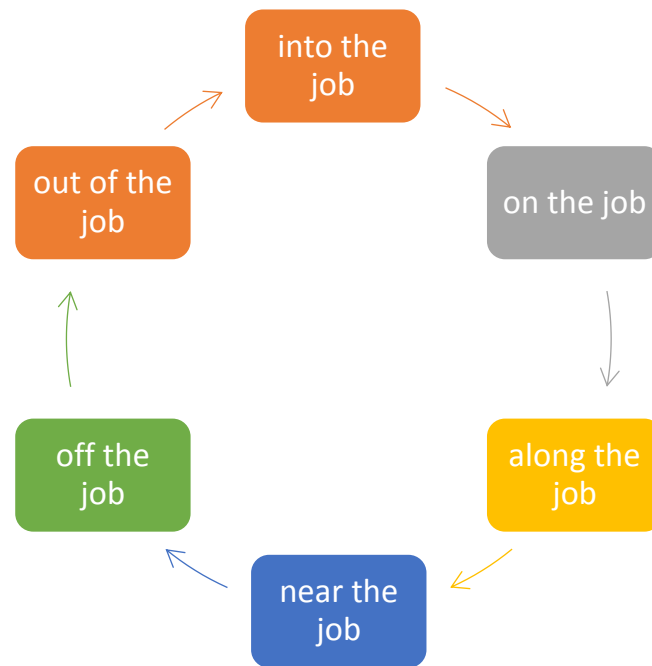 into the
job
on the job
along the
job
near the
job
off the
job
out of the
job